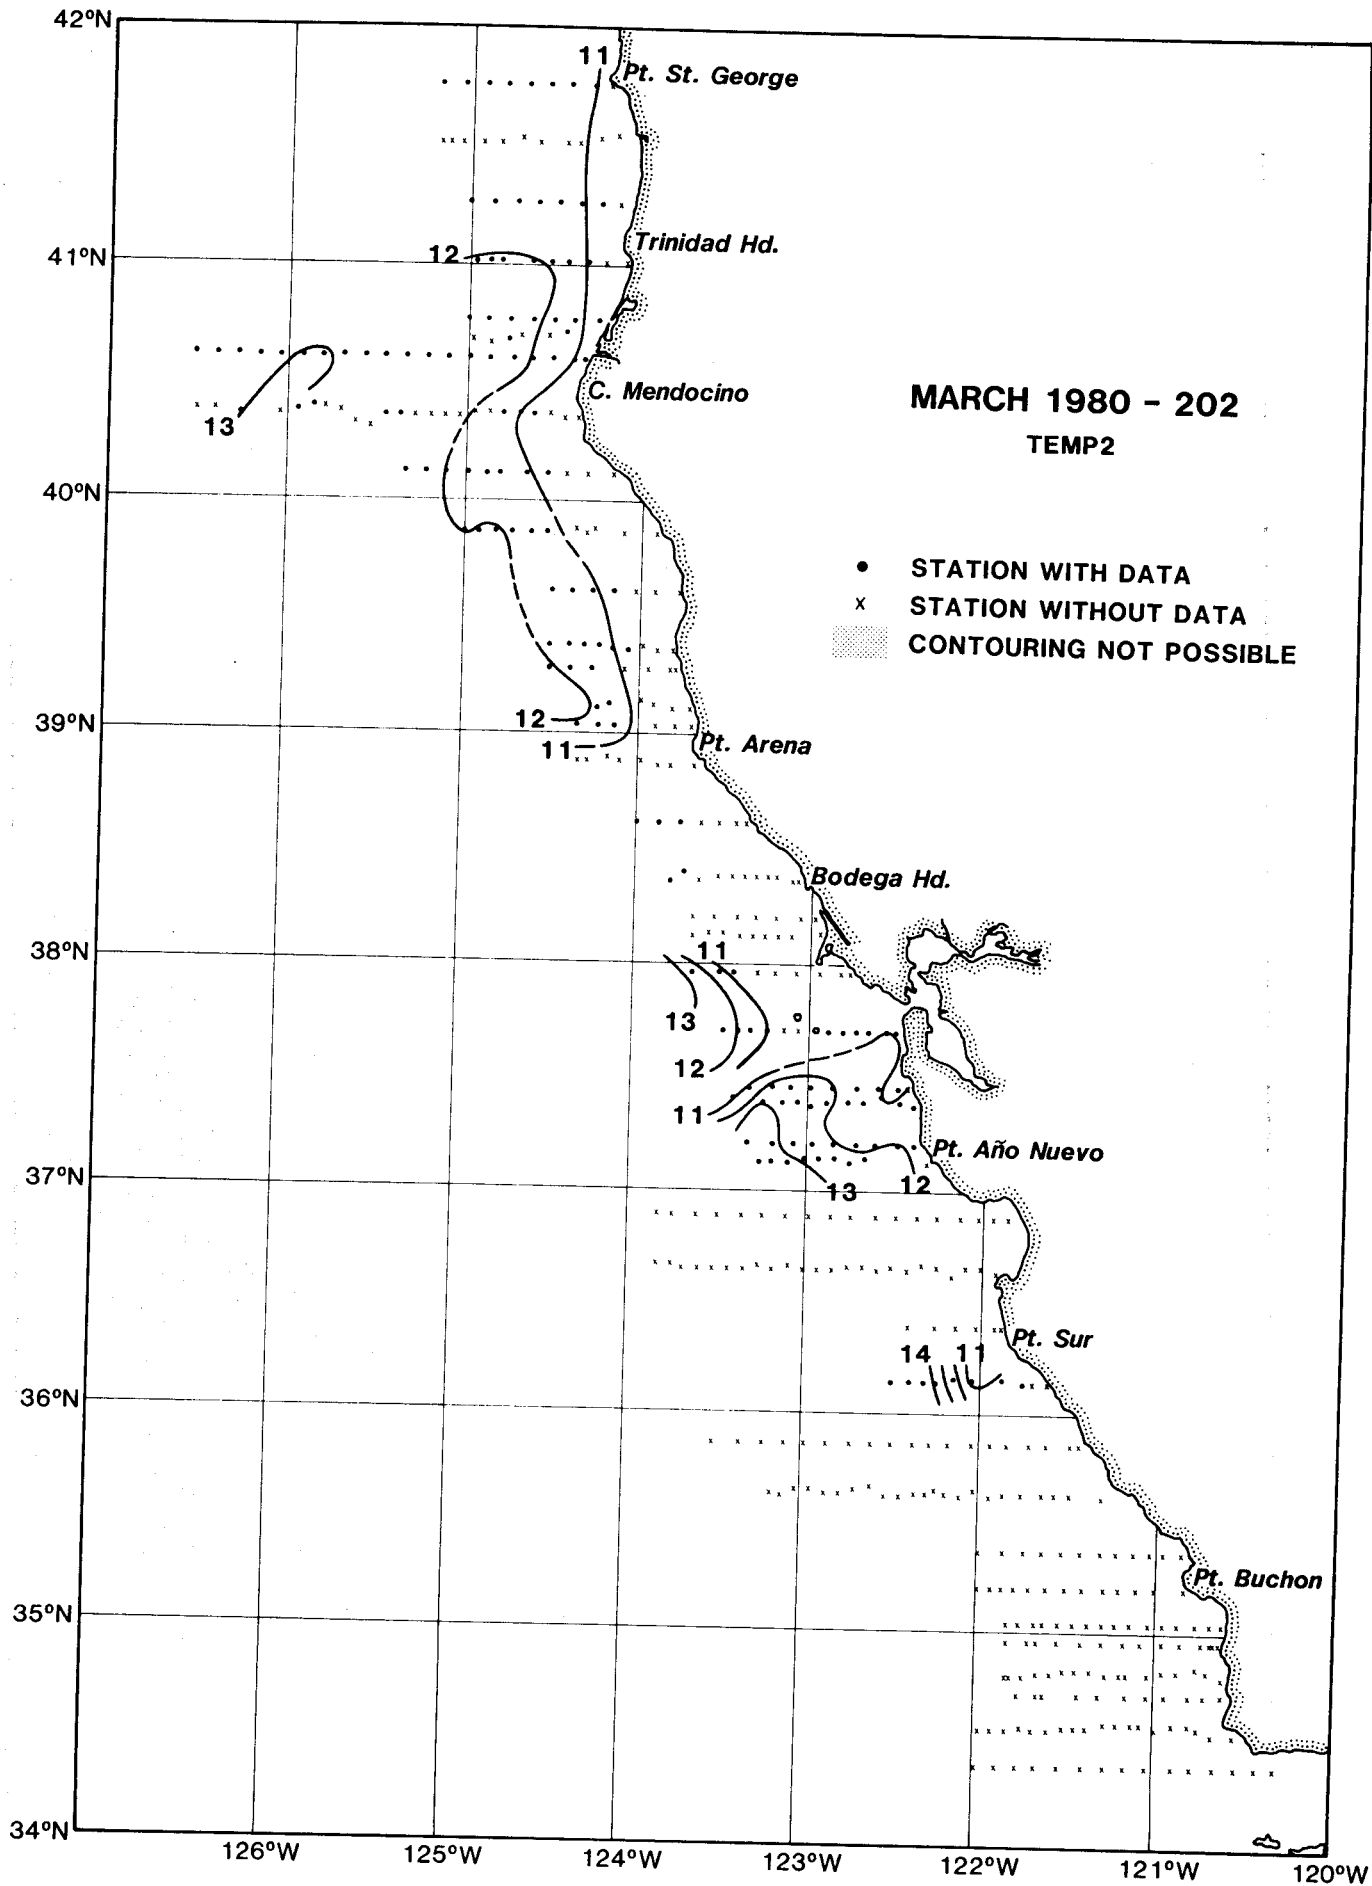 42°N
11
Pt. St. George
Trinidad Hd.
41°N
12
C. Mendocino
MARCH 1980 - 202
13
TEMP2
40°N
• STATION WITH DATA
x STATION WITHOUT DATA
CONTOURING NOT POSSIBLE
12
39°N
11
Pt. Arena
Bodega Hd.
11
38°N
13
12
11
Pt. Año Nuevo
37°N
13
12
Pt. Sur
14
11
36°N
Pt. Buchon
35°N
34°N
126°W
125°W
124°W
123°W
122°W
121°W
120°W